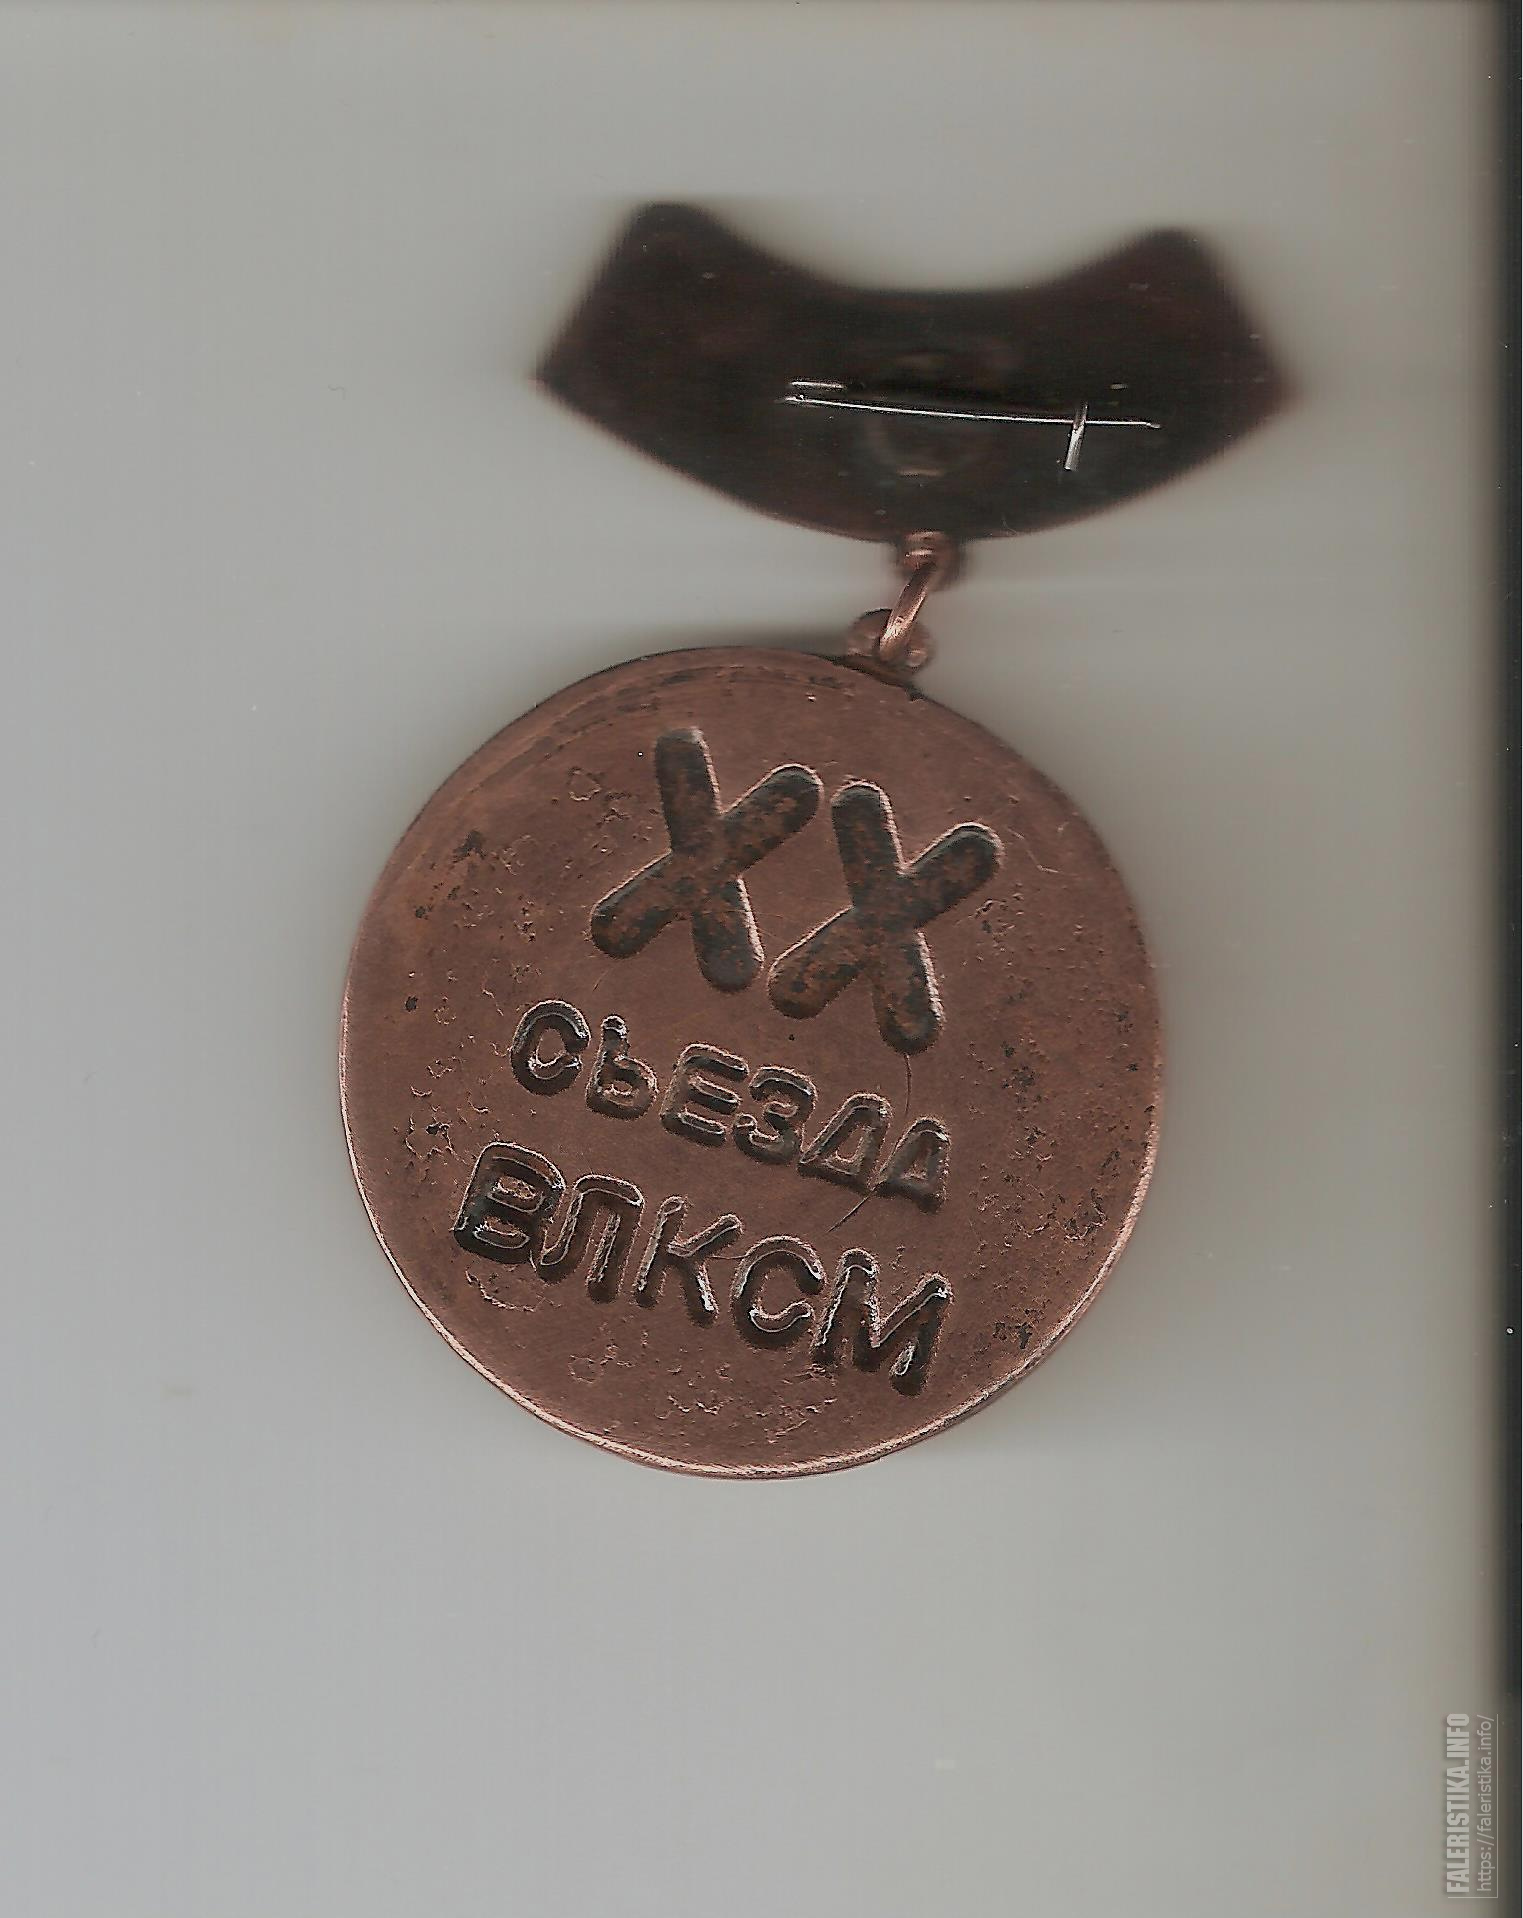 XX
СЬЕЗДА
ВЛКСМ
FALERISTIKA.INFO
https://faleristika.info/